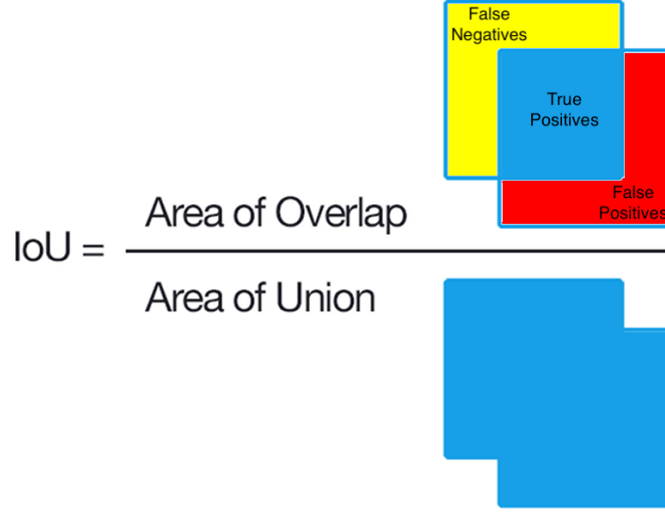 False
Negatives
True
Positives
False
Positives
Area of Overlap
IoU =
Area of Union